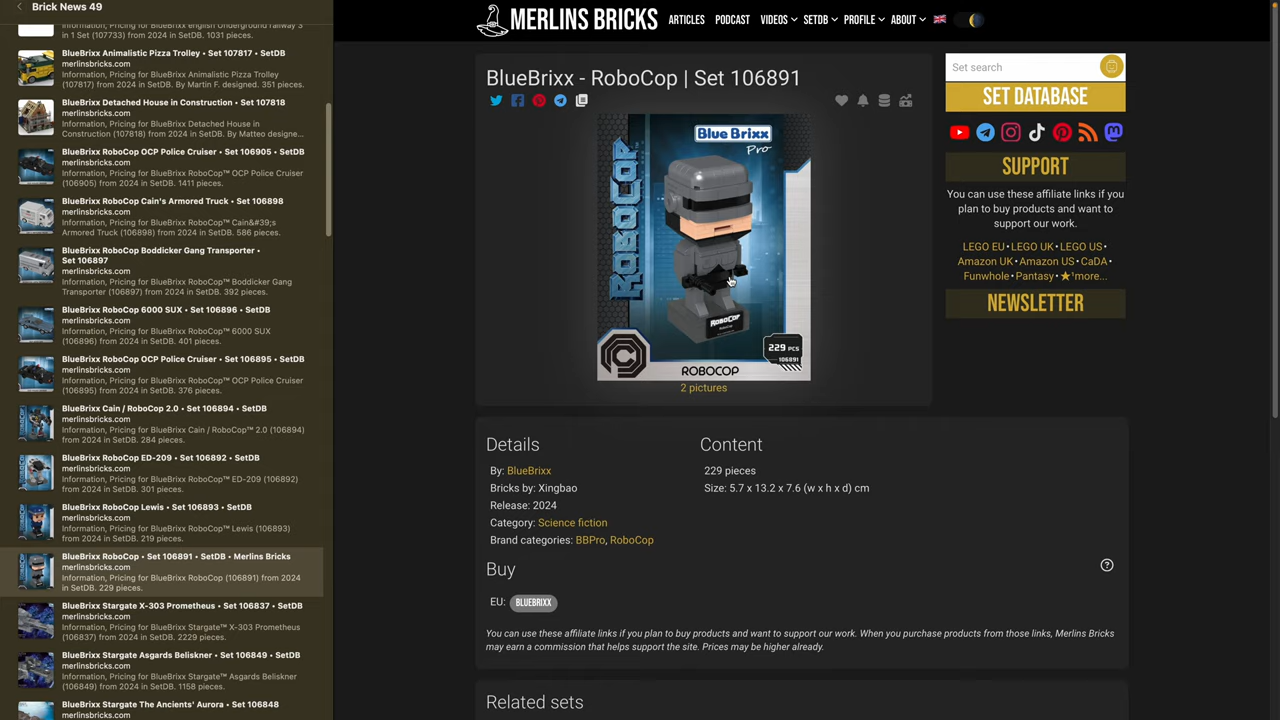 Brick News 49
BlueBrixx english Underground railway 3
in 1 Set (107733) from 2024 in SetDB. 1031 pieces.
BlueBrixx Animalistic Pizza Trolley • Set 107817 • SetDB
merlinsbricks.com
Information, Pricing for BlueBrixx Animalistic Pizza Trolley
(107817) from 2024 in SetDB. By Martin F. designed. 351 pieces.
BlueBrixx Detached House in Construction • Set 107818
merlinsbricks.com
Information, Pricing for BlueBrixx Detached House in
Construction (107818) from 2024 in SetDB. By Matteo designe...
BlueBrixx RoboCop OCP Police Cruiser • Set 106905 • SetDB
merlinsbricks.com
Information, Pricing for BlueBrixx RoboCop™ OCP Police
Cruiser (106905) from 2024 in SetDB. 1411 pieces.
BlueBrixx RoboCop Cain's Armored Truck • Set 106898
merlinsbricks.com
Information, Pricing for BlueBrixx RoboCop™ Cain&#39;s
Armored Truck (106898) from 2024 in SetDB. 586 pieces.
BlueBrixx RoboCop Boddicker Gang Transporter •
Set 106897
merlinsbricks.com
Information, Pricing for BlueBrixx RoboCop™ Boddicker Gang
Transporter (106897) from 2024 in SetDB. 392 pieces.
BlueBrixx RoboCop 6000 SUX • Set 106896 • SetDB
merlinsbricks.com
Information, Pricing for BlueBrixx RoboCop™ 6000 SUX
(106896) from 2024 in SetDB. 401 pieces.
BlueBrixx RoboCop OCP Police Cruiser • Set 106895 • SetDB
merlinsbricks.com
Information, Pricing for BlueBrixx RoboCop™ OCP Police
Cruiser (106895) from 2024 in SetDB. 376 pieces.
BlueBrixx Cain / RoboCop 2.0 • Set 106894 • SetDB
merlinsbricks.com
Information, Pricing for BlueBrixx Cain / RoboCop™ 2.0 (106894)
from 2024 in SetDB. 284 pieces.
BlueBrixx RoboCop ED-209 • Set 106892 • SetDB
merlinsbricks.com
Information, Pricing for BlueBrixx RoboCop™ ED-209 (106892)
from 2024 in SetDB. 301 pieces.
BlueBrixx RoboCop Lewis • Set 106893 • SetDB
merlinsbricks.com
Information, Pricing for BlueBrixx RoboCop™ Lewis (106893)
from 2024 in SetDB. 219 pieces.
BlueBrixx RoboCop • Set 106891 • SetDB • Merlins Bricks
merlinsbricks.com
Information, Pricing for BlueBrixx RoboCop (106891) from 2024
in SetDB. 229 pieces.
BlueBrixx Stargate X-303 Prometheus • Set 106837 • SetDB
merlinsbricks.com
Information, Pricing for BlueBrixx Stargate™ X-303 Prometheus
(106837) from 2024 in SetDB. 2229 pieces.
BlueBrixx Stargate Asgards Beliskner • Set 106849 • SetDB
merlinsbricks.com
Information, Pricing for BlueBrixx Stargate™ Asgards Beliskner
(106849) from 2024 in SetDB. 1158 pieces.
BlueBrixx Stargate The Ancients' Aurora • Set 106848
merlinsbricks.com
MERLINS BRICKS
ARTICLES PODCAST VIDEOS SETDB PROFILE ABOUT
BlueBrixx - RoboCop | Set 106891
Blue Brixx
Pro
ROBOCOP
ROBOCOP
229 PCS
106891
ROBOCOP
2 pictures
Details
By: BlueBrixx
Bricks by: Xingbao
Release: 2024
Category: Science fiction
Brand categories: BBPro, RoboCop
Content
229 pieces
Size: 5.7 x 13.2 x 7.6 (w x h x d) cm
Buy
EU: BLUEBRIXX
You can use these affiliate links if you plan to buy products and want to support our work. When you purchase products from those links, Merlins Bricks
may earn a commission that helps support the site. Prices may be higher already.
Related sets
Set search
SET DATABASE
SUPPORT
You can use these affiliate links if you
plan to buy products and want to
support our work.
LEGO EU • LEGO UK • LEGO US •
Amazon UK • Amazon US • CaDA •
Funwhole • Pantasy • ★¹more...
NEWSLETTER